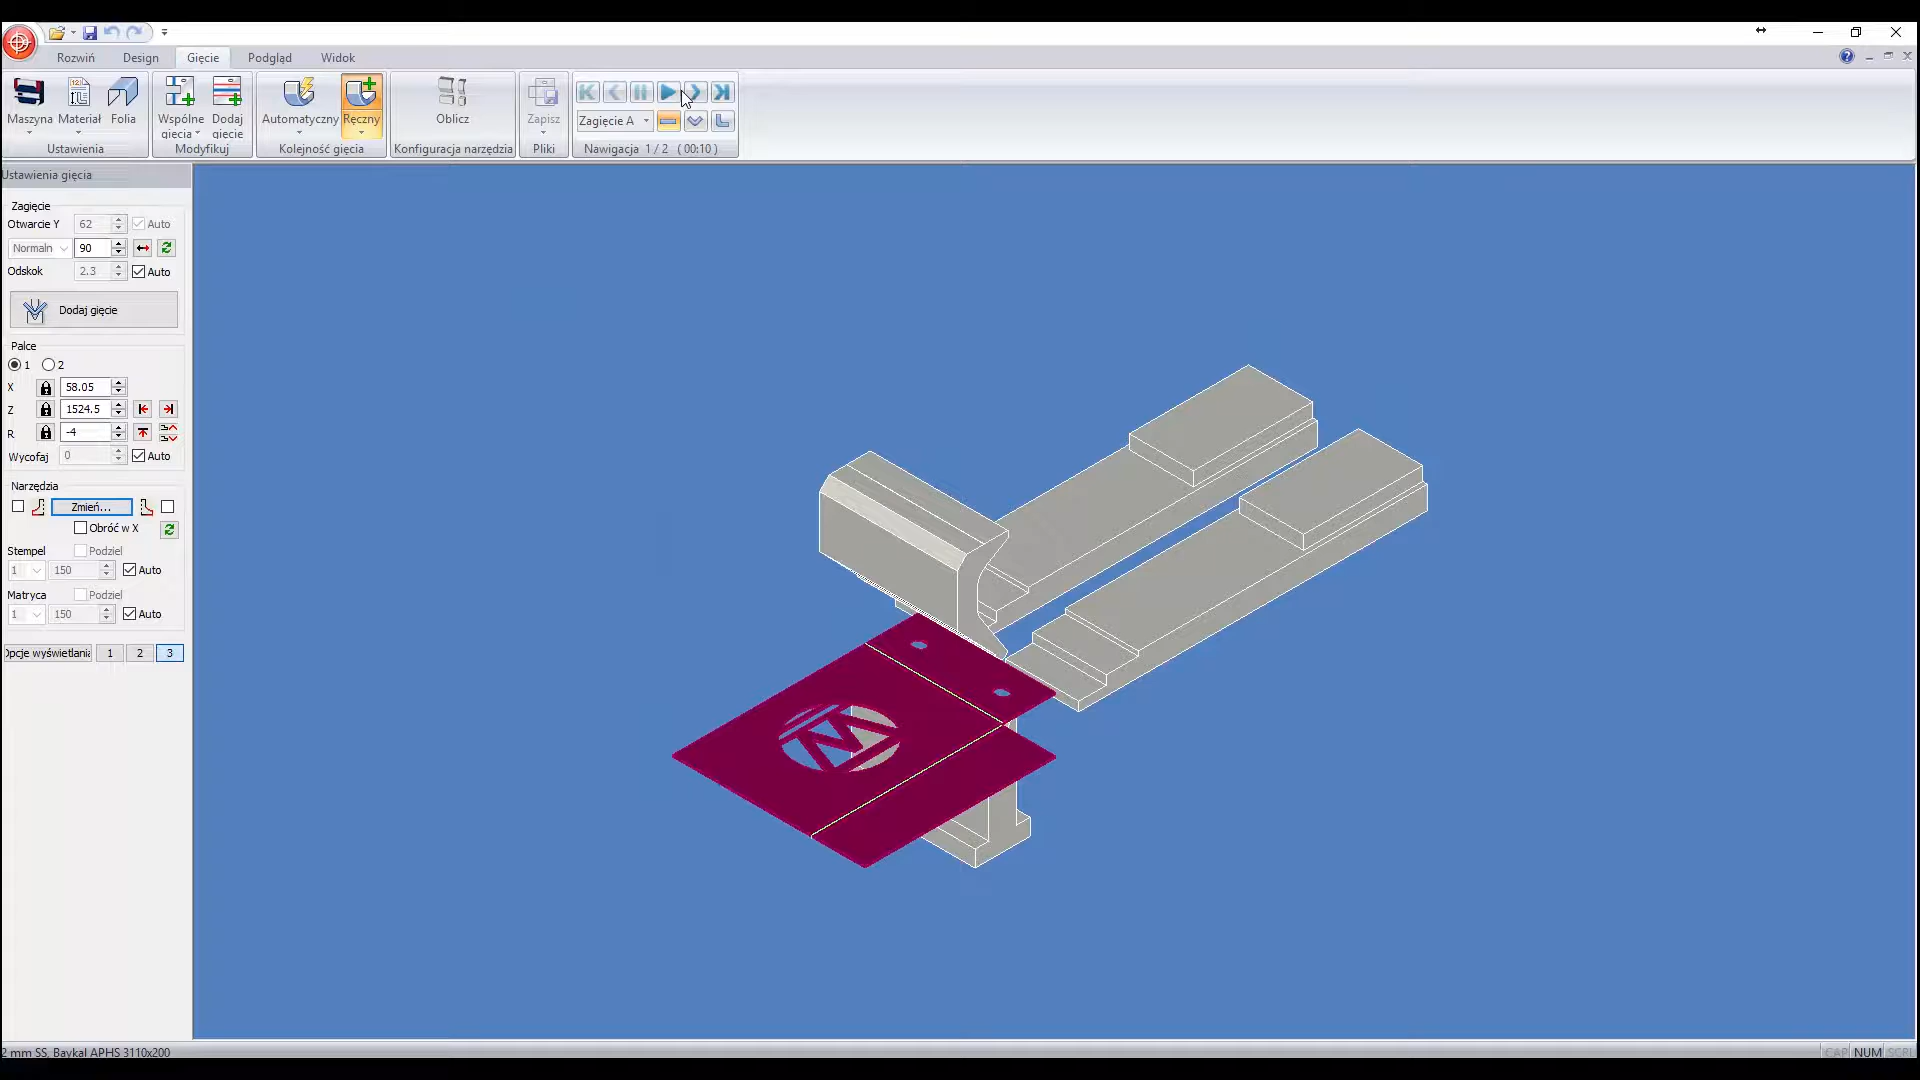 Rozwiń Design Gięcie Podgląd Widok
Maszyna Materiał Folia Wspólne gięcia Dodaj gięcie Automatyczny Ręczny Oblicz Zapisz Zagięcie A
Ustawienia Modyfikuj Kolejność gięcia Konfiguracja narzędzia Pliki Nawigacja 1 / 2 ( 00:10 )
Ustawienia gięcia
Zagięcie
Otwarcie Y 62 Auto
Normaln 90
Odskok 2.3 Auto
Dodaj gięcie
Palce
1 2
X 58.05
Z 1524.5
R -4
Wycofaj 0 Auto
Narzędzia
Zmień...
Obróć w X
Stempel Podziel
1 150 Auto
Matryca Podziel
1 150 Auto
Opcje wyświetlani 1 2 3
M
2 mm SS, Baykal APHS 3110x200 CAP NUM SCRL